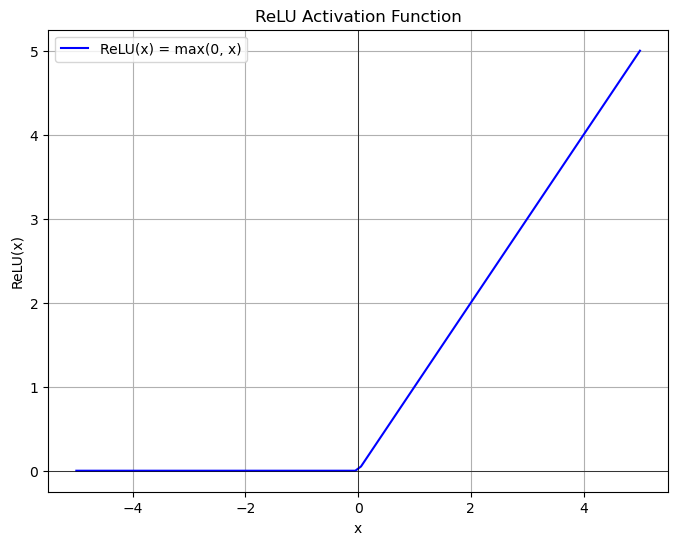 ReLU Activation Function
ReLU(x) = max(0, x)
5
4
3
2
1
0
ReLU(x)
−4
−2
0
2
4
x